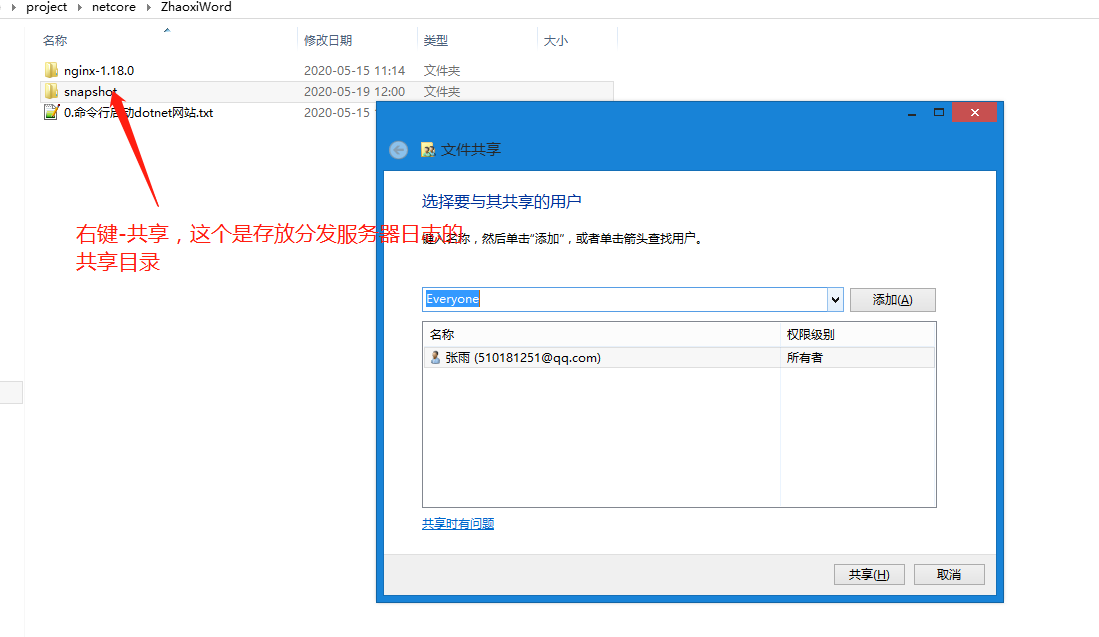 project netcore ZhaoxiWord
名称 修改日期 类型 大小
nginx-1.18.0 2020-05-15 11:14 文件夹
snapshot 2020-05-19 12:00 文件夹
0.命令行启动dotnet网站.txt 2020-05-15
文件共享
选择要与其共享的用户
右键-共享，这个是存放分发服务器日志的
共享目录
键入名称，然后单击“添加”，或者单击箭头查找用户。
Everyone 添加(A)
名称 权限级别
张雨 (510181251@qq.com) 所有者
共享时有问题
共享(H) 取消